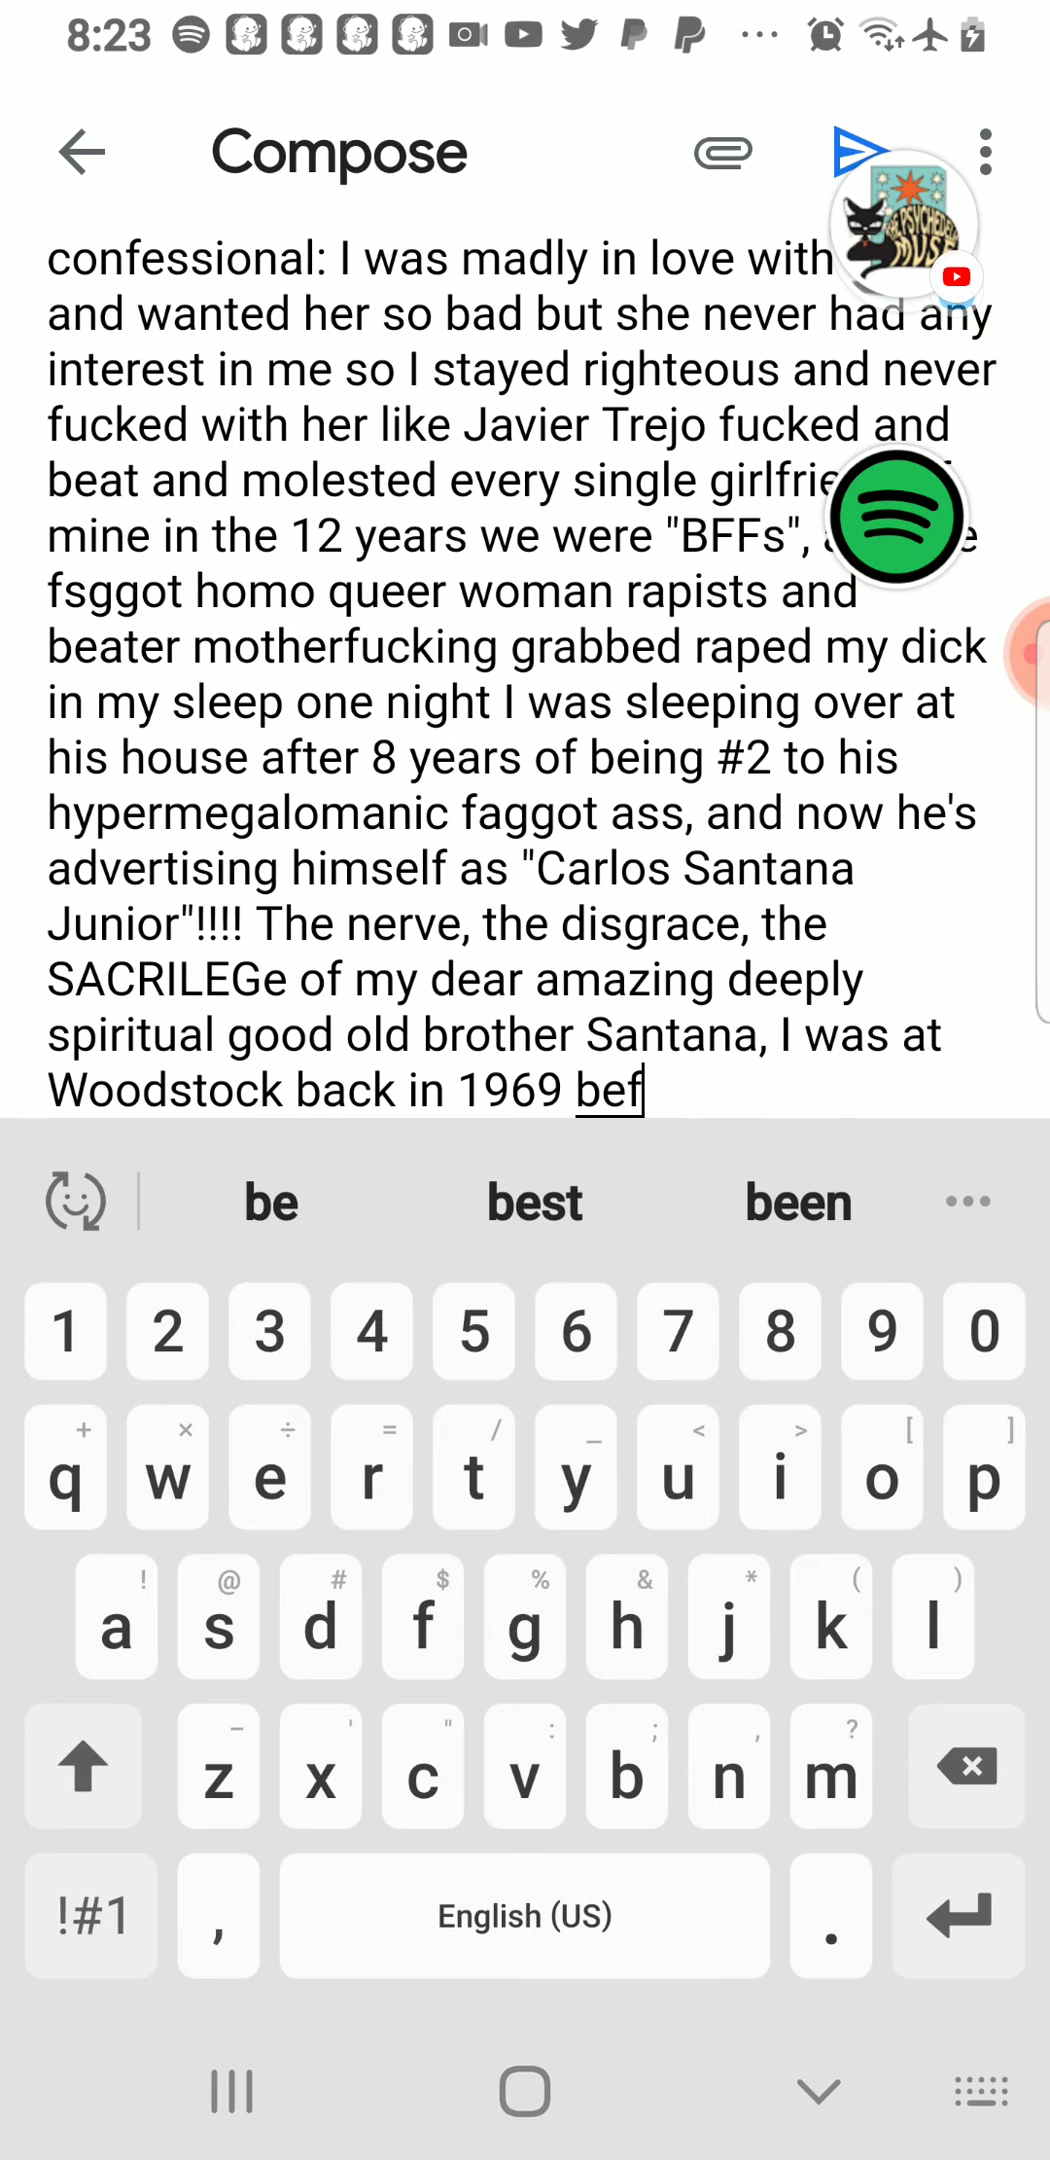 8:23
Compose
confessional: I was madly in love with
and wanted her so bad but she never had any
interest in me so I stayed righteous and never
fucked with her like Javier Trejo fucked and
beat and molested every single
mine in the 12 years we were "BFFs",
fsggot homo queer woman rapists and
beater motherfucking grabbed raped my dick
in my sleep one night I was sleeping over at
his house after 8 years of being #2 to his
hypermegalomanic faggot ass, and now he's
advertising himself as "Carlos Santana
Junior"!!!! The nerve, the disgrace, the
SACRILEGe of my dear amazing deeply
spiritual good old brother Santana, I was at
Woodstock back in 1969 bef
be best been
1 2 3 4 5 6 7 8 9 0
+ × ÷ = / _ < > [ ]
q w e r t y u i o p
! @ # $ % & * ( )
a s d f g h j k l
- ' " : ; , ?
z x c v b n m
!#1 , English (US) .